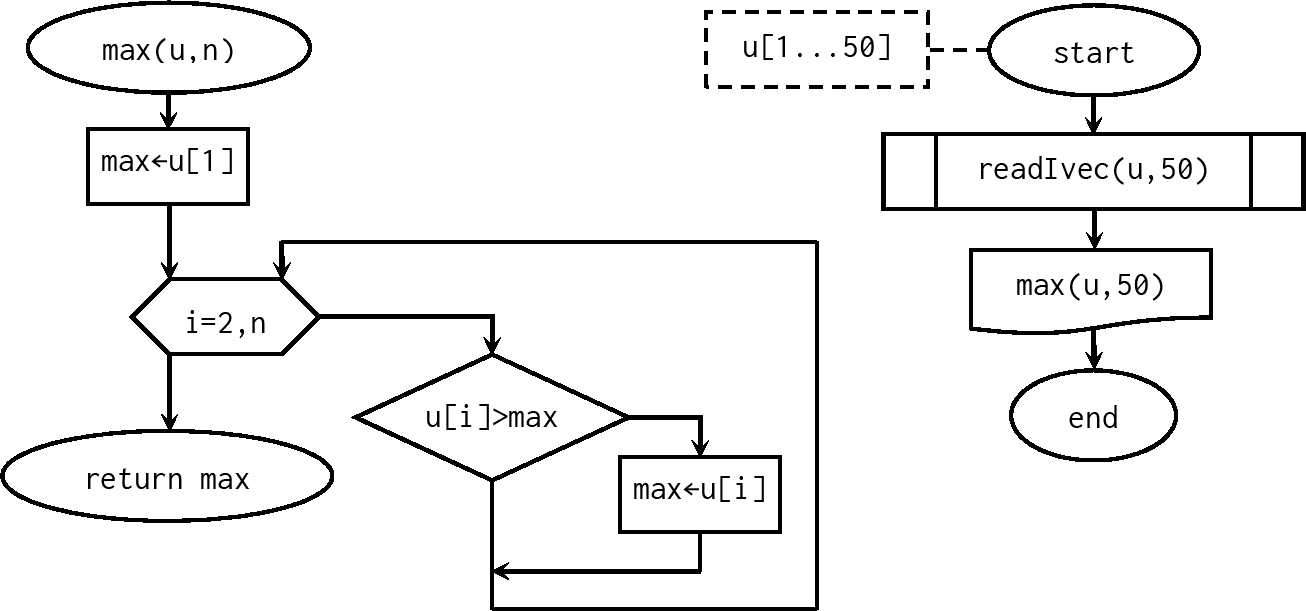 max(u,n)
max←u[1]
i=2,n
u[i]>max
max←u[i]
return max
u[1...50]
start
readIvec(u,50)
max(u,50)
end